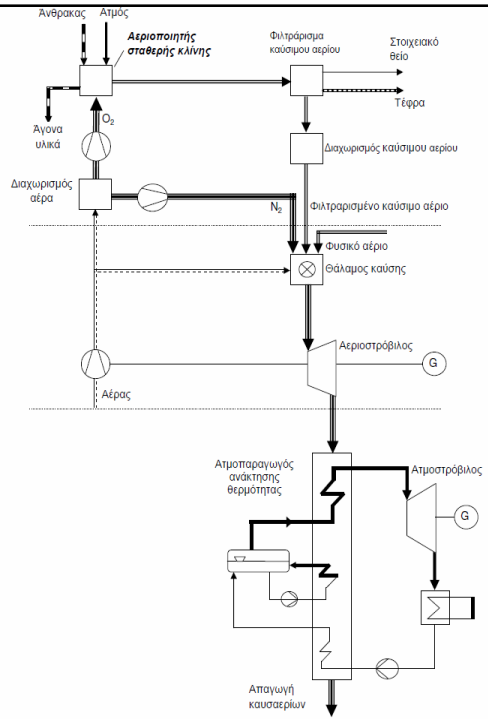 Άνθρακας Ατμός
Αεριοποιητής
σταθερής κλίνης
Φιλτράρισμα
καύσιμου αερίου
Στοιχειακό
θείο
Τέφρα
Άγονα
υλικά
O2
Διαχωρισμός καύσιμου αερίου
Διαχωρισμός
αέρα
N2
Φιλτραρισμένο καύσιμο αέριο
Φυσικό αέριο
Θάλαμος καύσης
Αεριοστρόβιλος
G
Αέρας
Ατμοπαραγωγός
ανάκτησης
θερμότητας
Ατμοστρόβιλος
G
Απαγωγή
καυσαερίων